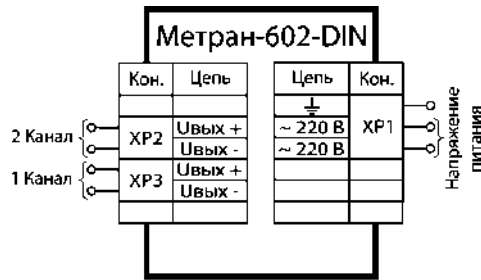 Метран-602-DIN
Кон. Цепь Цепь Кон.
2 Канал XP2 Uвых + ~ 220 В XP1
Uвых - ~ 220 В
1 Канал XP3 Uвых +
Uвых -
Напряжение
питания